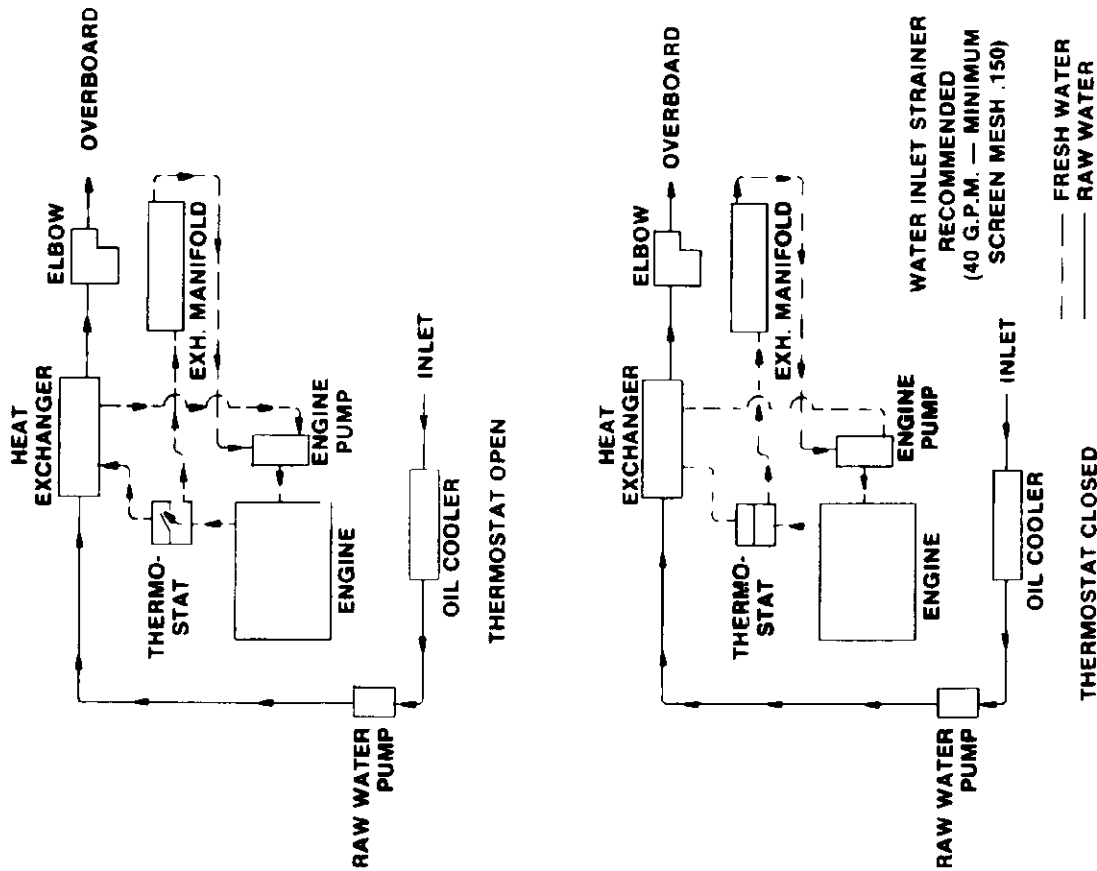 HEAT
EXCHANGER
ELBOW
OVERBOARD
EXH. MANIFOLD
THERMO-
STAT
ENGINE
PUMP
ENGINE
INLET
OIL COOLER
RAW WATER
PUMP
THERMOSTAT OPEN
HEAT
EXCHANGER
ELBOW
OVERBOARD
EXH. MANIFOLD
THERMO-
STAT
ENGINE
PUMP
ENGINE
INLET
OIL COOLER
RAW WATER
PUMP
WATER INLET STRAINER
RECOMMENDED
(40 G.P.M. — MINIMUM
SCREEN MESH .150)
THERMOSTAT CLOSED
FRESH WATER
RAW WATER